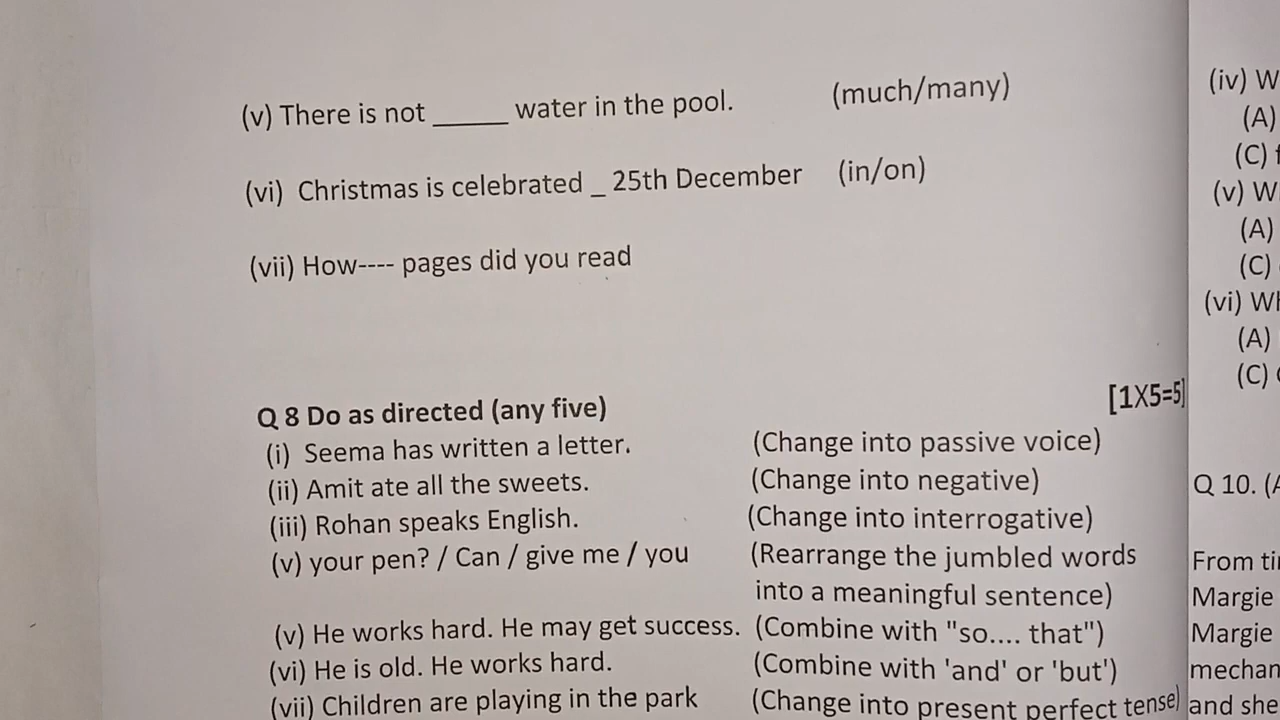 (v) There is not ______ water in the pool. (much/many)
(vi) Christmas is celebrated _ 25th December (in/on)
(vii) How---- pages did you read
Q 8 Do as directed (any five) [1X5=5]
(i) Seema has written a letter. (Change into passive voice)
(ii) Amit ate all the sweets. (Change into negative)
(iii) Rohan speaks English. (Change into interrogative)
(v) your pen? / Can / give me / you (Rearrange the jumbled words
into a meaningful sentence)
(v) He works hard. He may get success. (Combine with "so.... that")
(vi) He is old. He works hard. (Combine with 'and' or 'but')
(vii) Children are playing in the park (Change into present perfect tense)
(iv) W
(A)
(C)
(v) W
(A)
(C)
(vi) Wh
(A)
(C)
Q 10. (A
From
Margie
Margie
and she